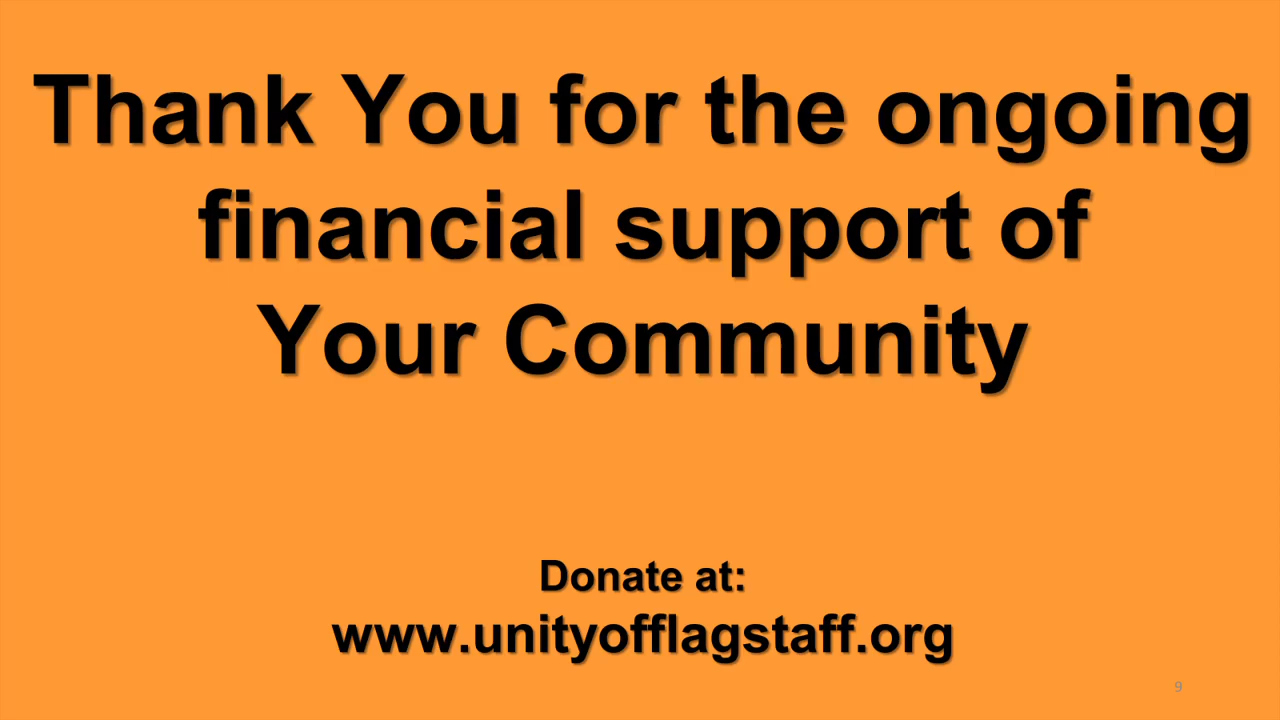 Thank You for the ongoing
financial support of
Your Community
Donate at:
www.unityofflagstaff.org
9